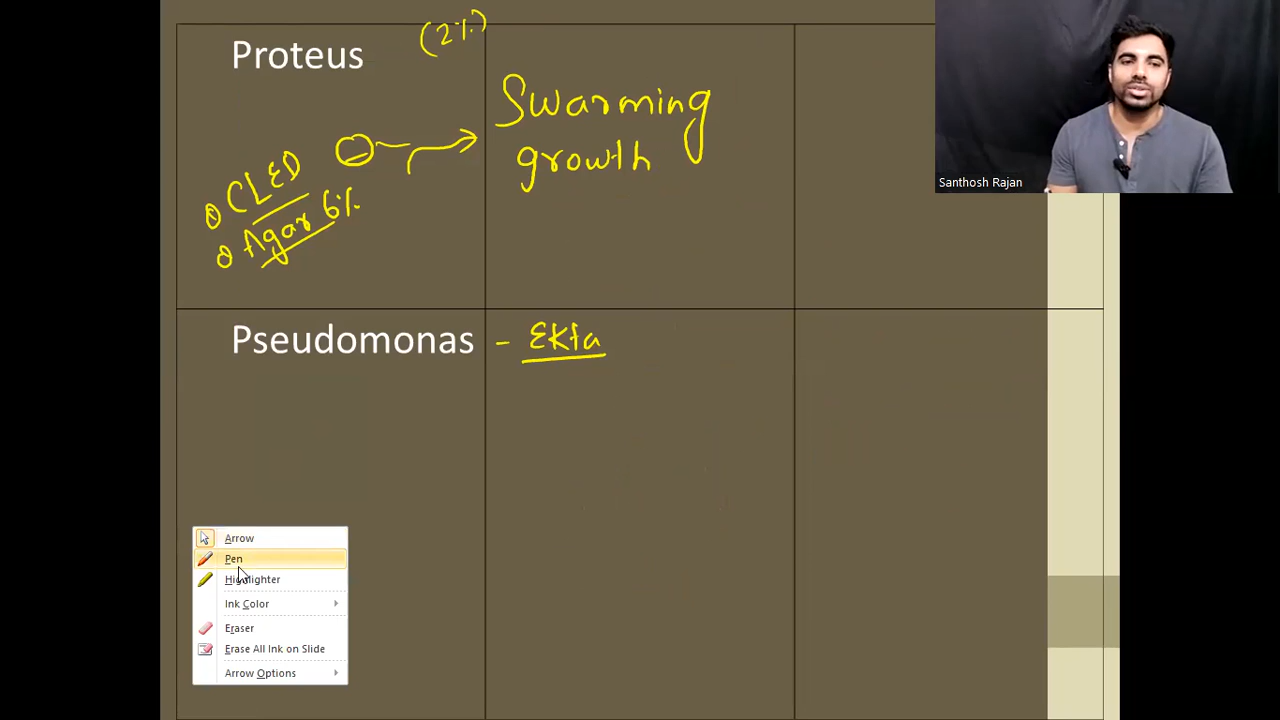 Proteus
(2%)
Swarming
growth
CLED
Agar 6%
Pseudomonas
- Ekta
Santhosh Rajan
Arrow
Pen
Highlighter
Ink Color
Eraser
Erase All Ink on Slide
Arrow Options